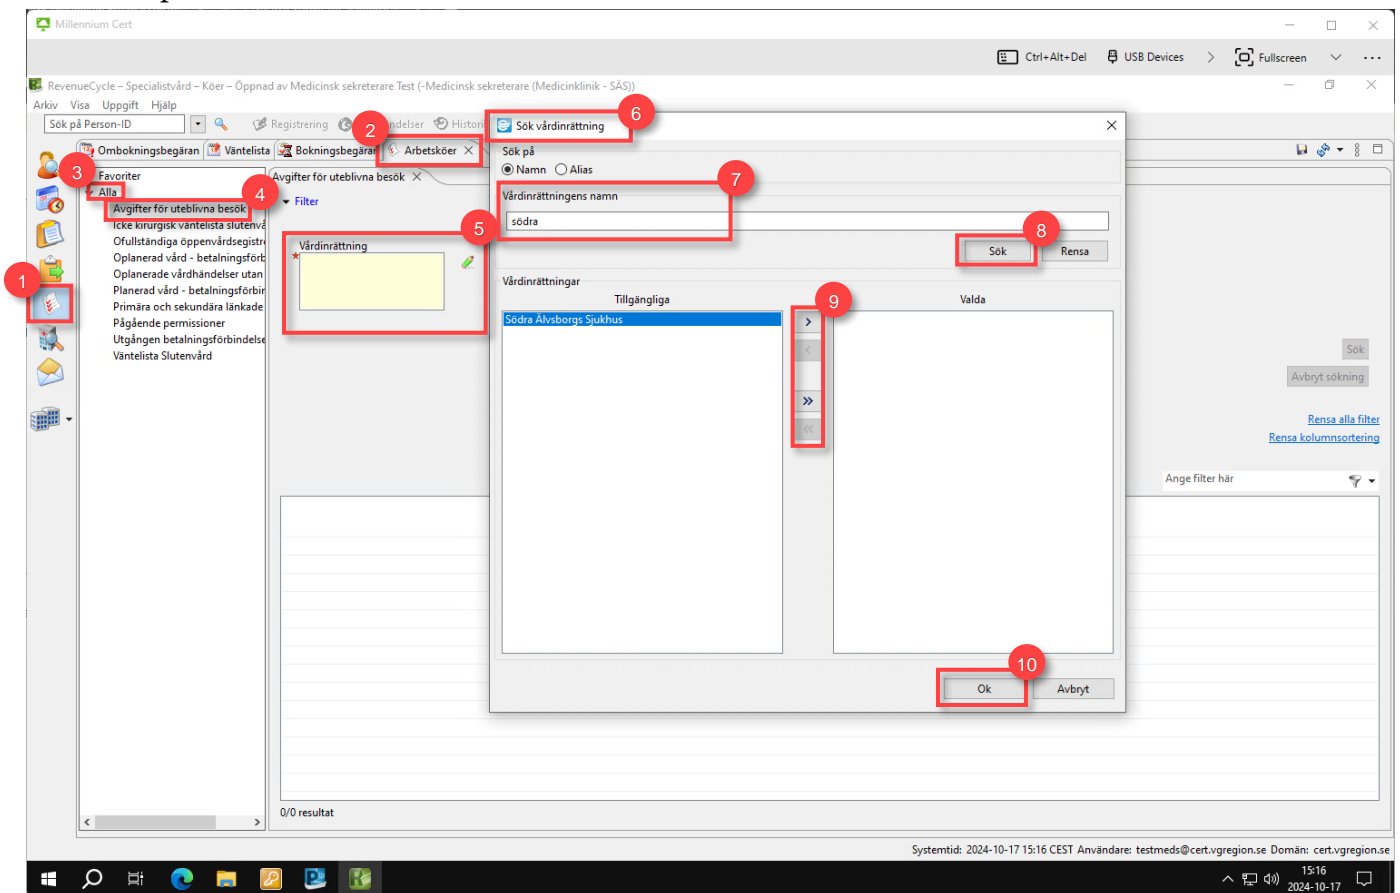 Millennium Cert
Ctrl+Alt+Del USB Devices Fullscreen
RevenueCycle – Specialistvård – Köer – Öppnad av Medicinsk sekreterare Test (-Medicinsk sekreterare (Medicinklinik - SÄS))
Arkiv Visa Uppgift Hjälp
Sök på Person-ID Registrering ndelser Histori
Ombokningsbegäran Väntelista Bokningsbegäran Arbetsköer
Favoriter
Alla
Avgifter för uteblivna besök
Icke kirurgisk väntelista slutenvå
Ofullständiga öppenvårdsegistr
Oplanerad vård - betalningsförb
Oplanerade vårdhändelser utan
Planerad vård - betalningsförbin
Primära och sekundära länkade
Pågående permissioner
Utgången betalningsförbindelse
Väntelista Slutenvård
Avgifter för uteblivna besök
Filter
Vårdinrättning
*
Sök vårdinrättning
Sök på
Namn Alias
Vårdinrättningens namn
södra
Sök Rensa
Vårdinrättningar
Tillgängliga Valda
Södra Älvsborgs Sjukhus
>
<
>>
<<
Ok Avbryt
1
2
3
4
5
6
7
8
9
10
Sök
Avbryt sökning
Rensa alla filter
Rensa kolumnsortering
Ange filter här
0/0 resultat
Systemtid: 2024-10-17 15:16 CEST Användare: testmeds@cert.vgregion.se Domän: cert.vgregion.se
15:16
2024-10-17